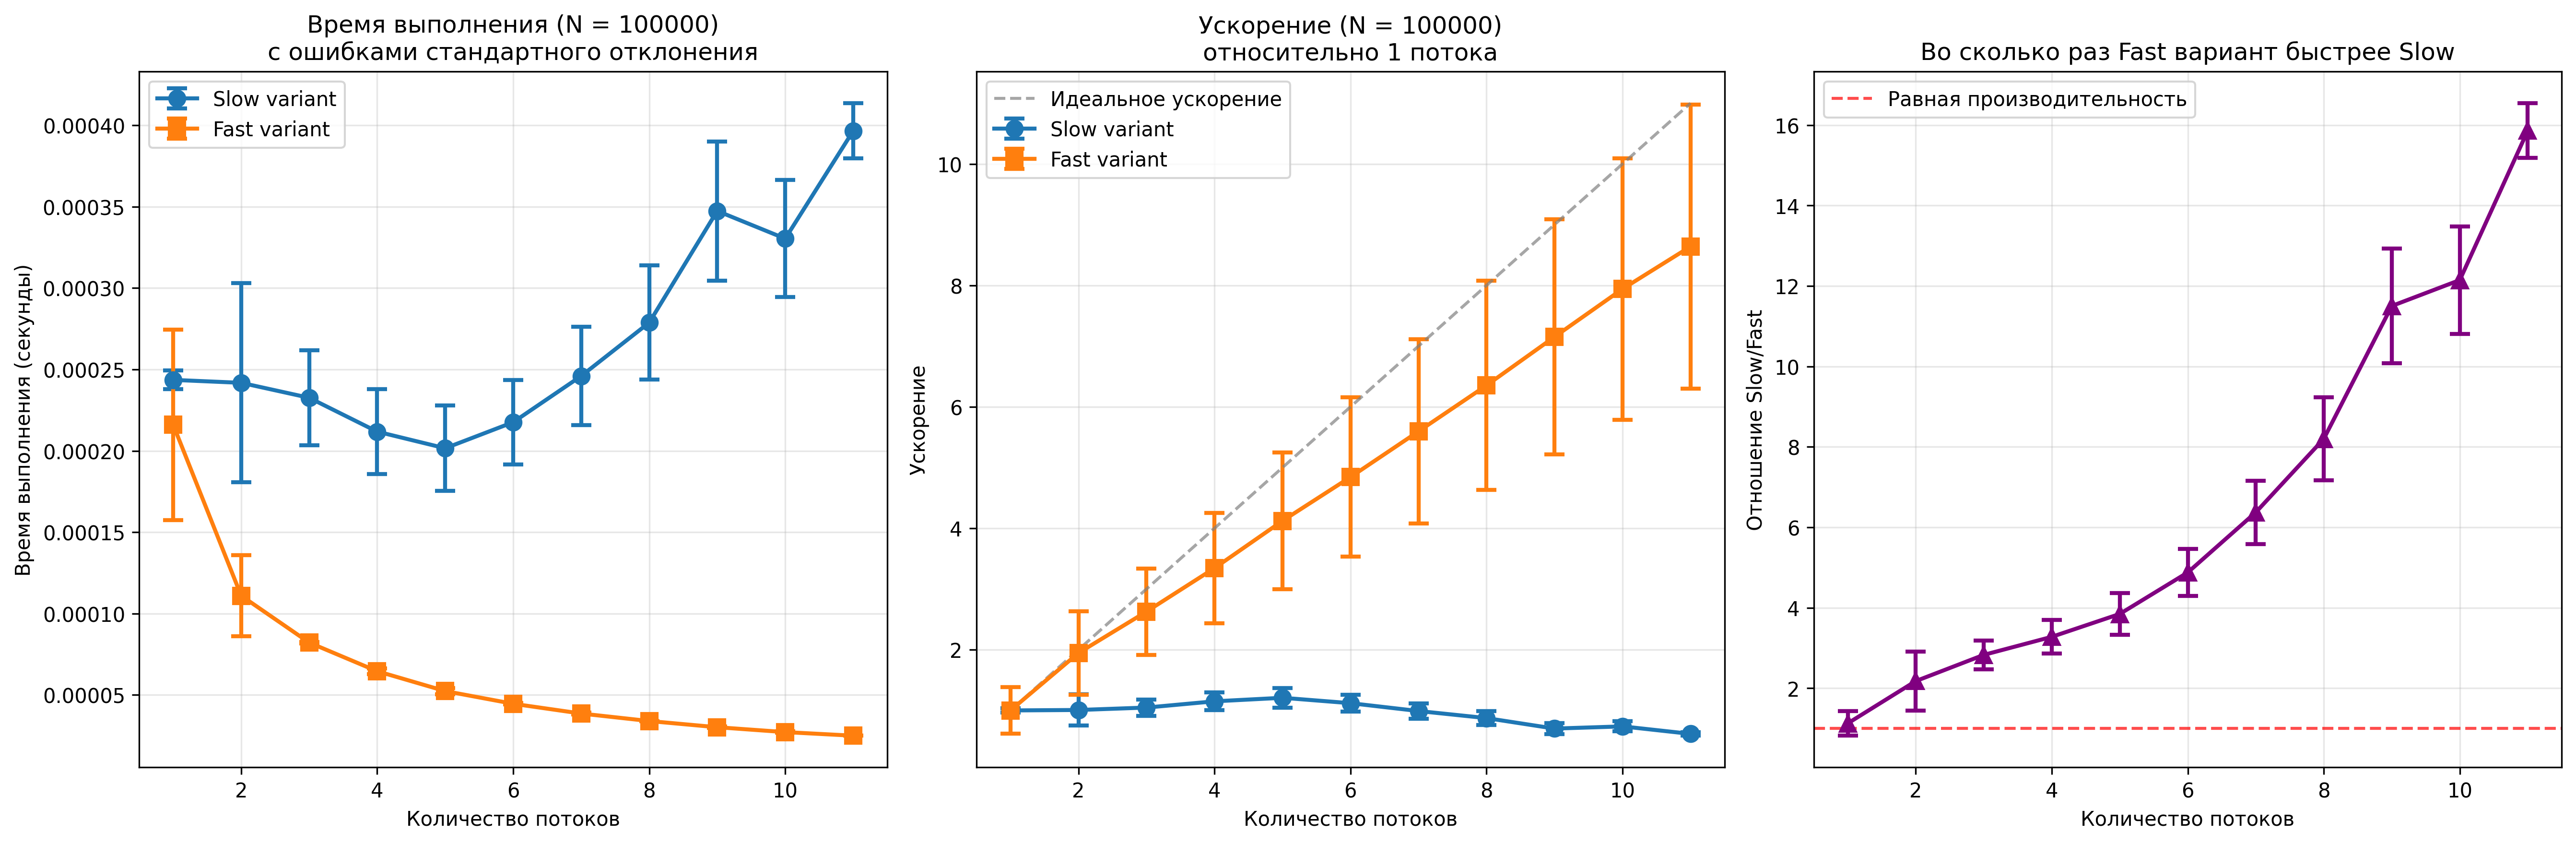 Время выполнения (N = 100000)
с ошибками стандартного отклонения
Slow variant
Fast variant
0.00040
0.00035
0.00030
0.00025
0.00020
0.00015
0.00010
0.00005
Время выполнения (секунды)
2
4
6
8
10
Количество потоков
Ускорение (N = 100000)
относительно 1 потока
Идеальное ускорение
Slow variant
Fast variant
10
8
6
4
2
Ускорение
2
4
6
8
10
Количество потоков
Во сколько раз Fast вариант быстрее Slow
Равная производительность
16
14
12
10
8
6
4
2
Отношение Slow/Fast
2
4
6
8
10
Количество потоков